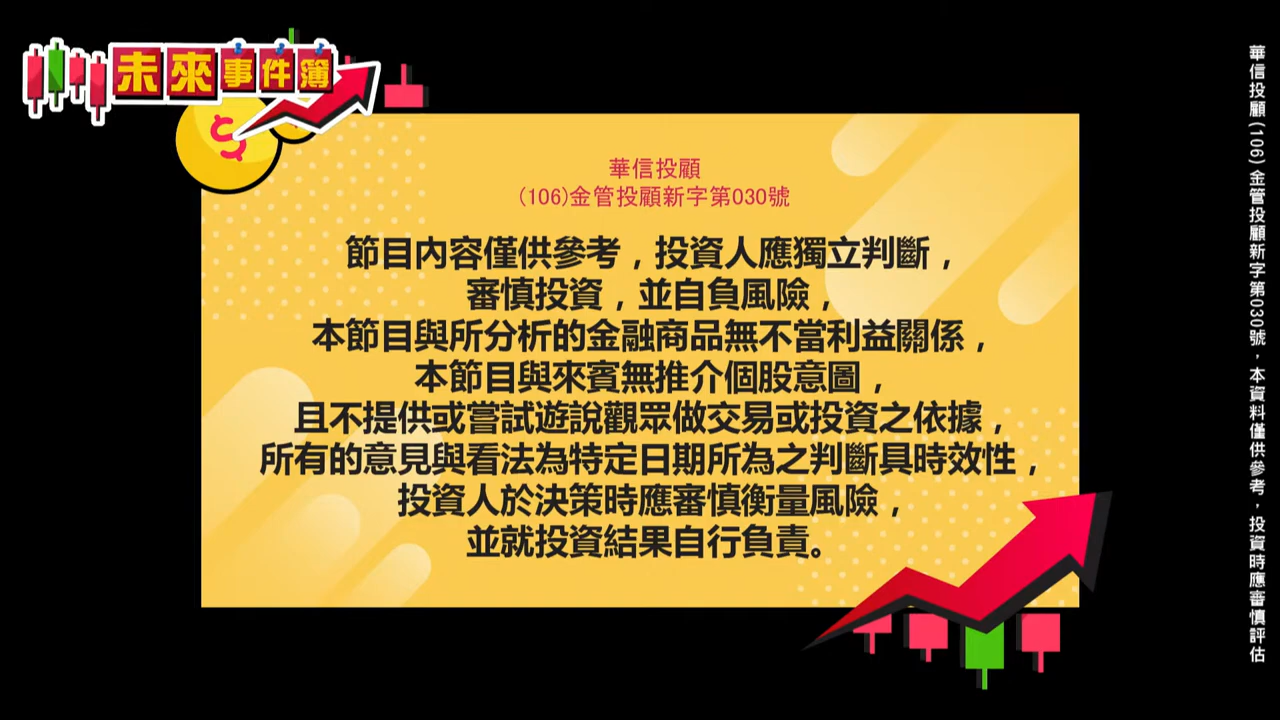 未來事件簿
華信投顧
(106)金管投顧新字第030號
節目內容僅供參考，投資人應獨立判斷，
審慎投資，並自負風險，
本節目與所分析的金融商品無不當利益關係，
本節目與來賓無推介個股意圖，
且不提供或嘗試遊說觀眾做交易或投資之依據，
所有的意見與看法為特定日期所為之判斷具時效性，
投資人於決策時應審慎衡量風險，
並就投資結果自行負責。
華信投顧(106)金管投顧新字第030號，本資料僅供參考，投資時應審慎評估